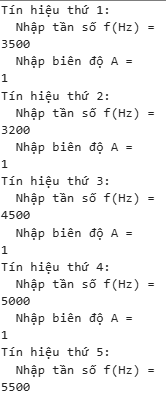 Tín hiệu thứ 1:
Nhập tần số f(Hz) =
3500
Nhập biên độ A =
1
Tín hiệu thứ 2:
Nhập tần số f(Hz) =
3200
Nhập biên độ A =
1
Tín hiệu thứ 3:
Nhập tần số f(Hz) =
4500
Nhập biên độ A =
1
Tín hiệu thứ 4:
Nhập tần số f(Hz) =
5000
Nhập biên độ A =
1
Tín hiệu thứ 5:
Nhập tần số f(Hz) =
5500